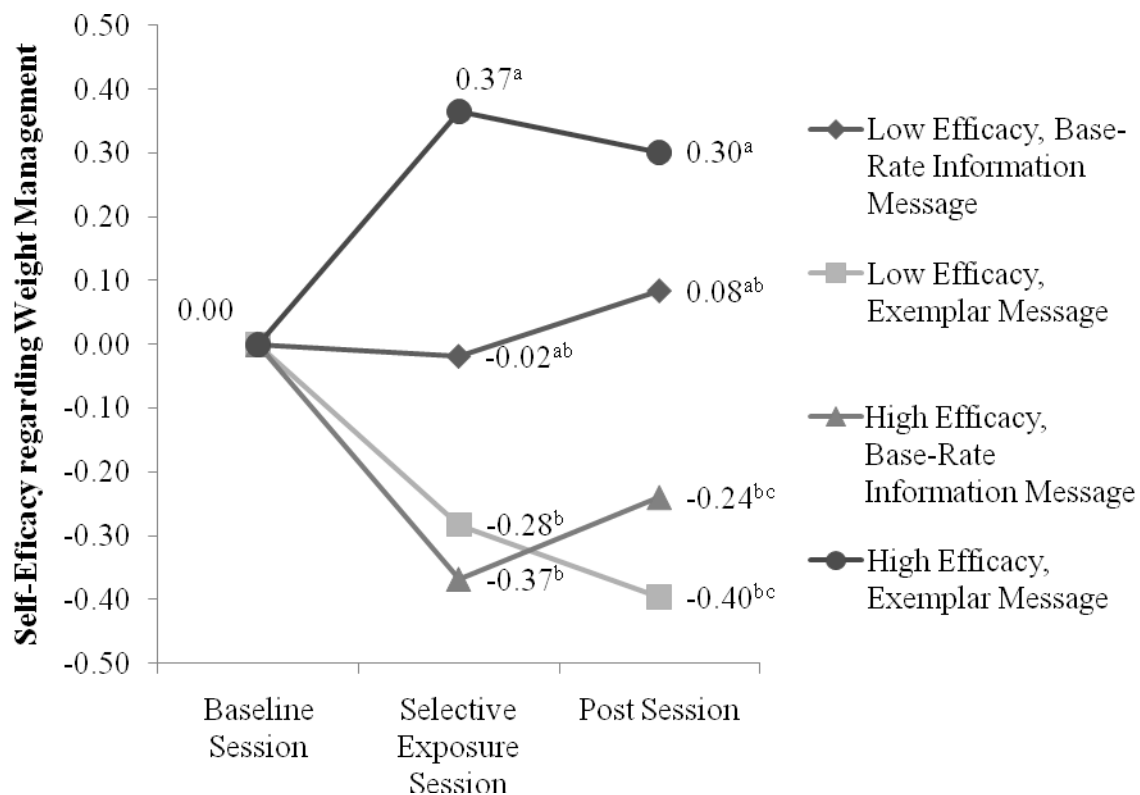 Self-Eficacy regarding Weight Management
0.50
0.40
0.30
0.20
0.10
0.00
-0.10
-0.20
-0.30
-0.40
-0.50
0.00
0.37ᵃ
0.30ᵃ
-0.02ᵃᵇ
0.08ᵃᵇ
-0.28ᵇ
-0.37ᵇ
-0.24ᵇᶜ
-0.40ᵇᶜ
Baseline
Session
Selective
Exposure
Session
Post Session
Low Efficacy, Base-
Rate Information
Message
Low Efficacy,
Exemplar Message
High Efficacy,
Base-Rate
Information Message
High Efficacy,
Exemplar Message